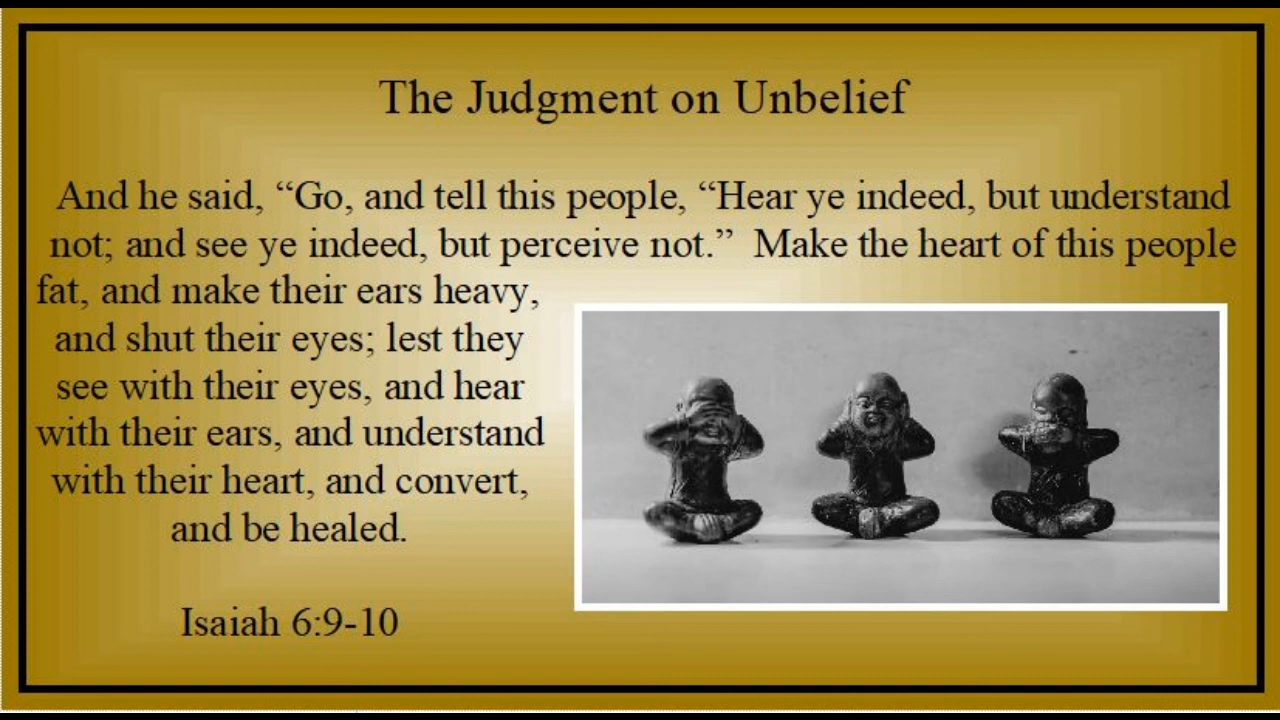 The Judgment on Unbelief
And he said, “Go, and tell this people, “Hear ye indeed, but understand
not; and see ye indeed, but perceive not.”  Make the heart of this people
fat, and make their ears heavy,
and shut their eyes; lest they
see with their eyes, and hear
with their ears, and understand
with their heart, and convert,
and be healed.
Isaiah 6:9-10